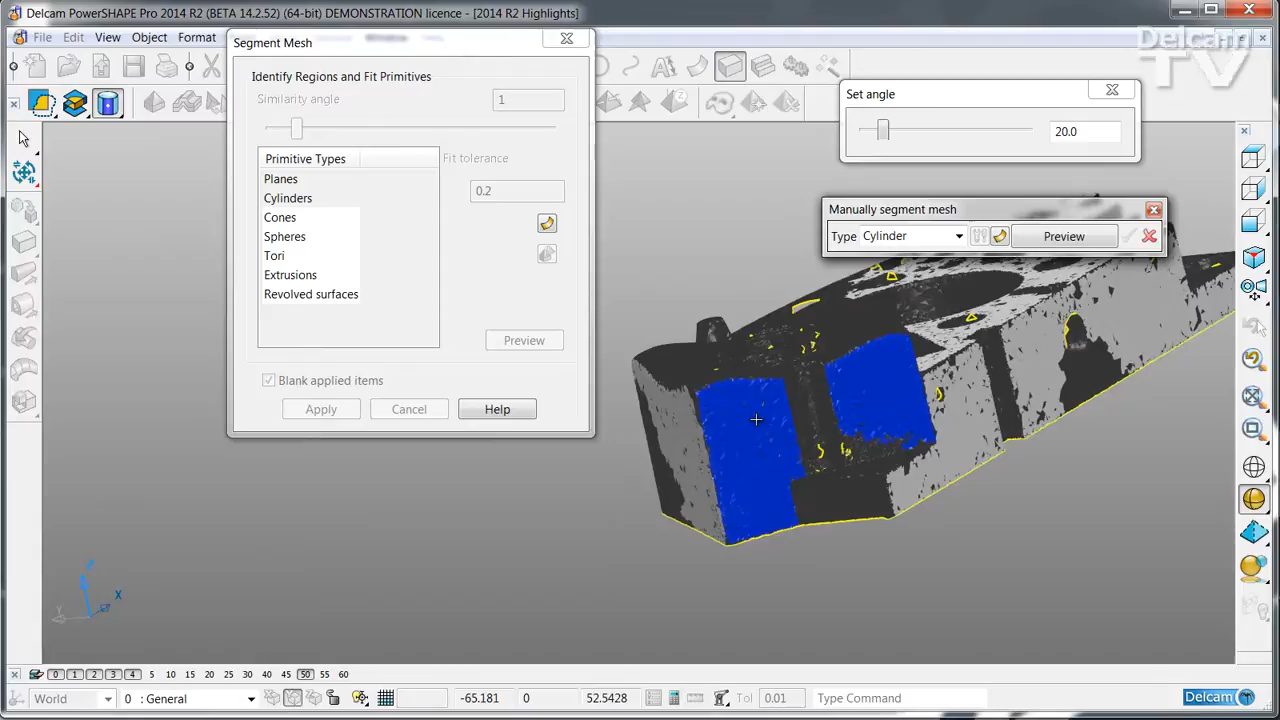 Delcam PowerSHAPE Pro 2014 R2 (BETA 14.2.52) (64-bit) DEMONSTRATION licence - [2014 R2 Highlights]
File Edit View Object Format
Delcam
TV
Segment Mesh
Identify Regions and Fit Primitives
Similarity angle
1
Primitive Types
Fit tolerance
Planes
0.2
Cylinders
Cones
Spheres
Tori
Extrusions
Revolved surfaces
Preview
Blank applied items
Apply Cancel Help
Set angle
20.0
Manually segment mesh
Type Cylinder Preview
X
Y
0 1 2 3 4 5 10 15 20 25 30 35 40 45 50 55 60
World 0 : General -65.181 0 52.5428 Tol 0.01 Type Command Delcam